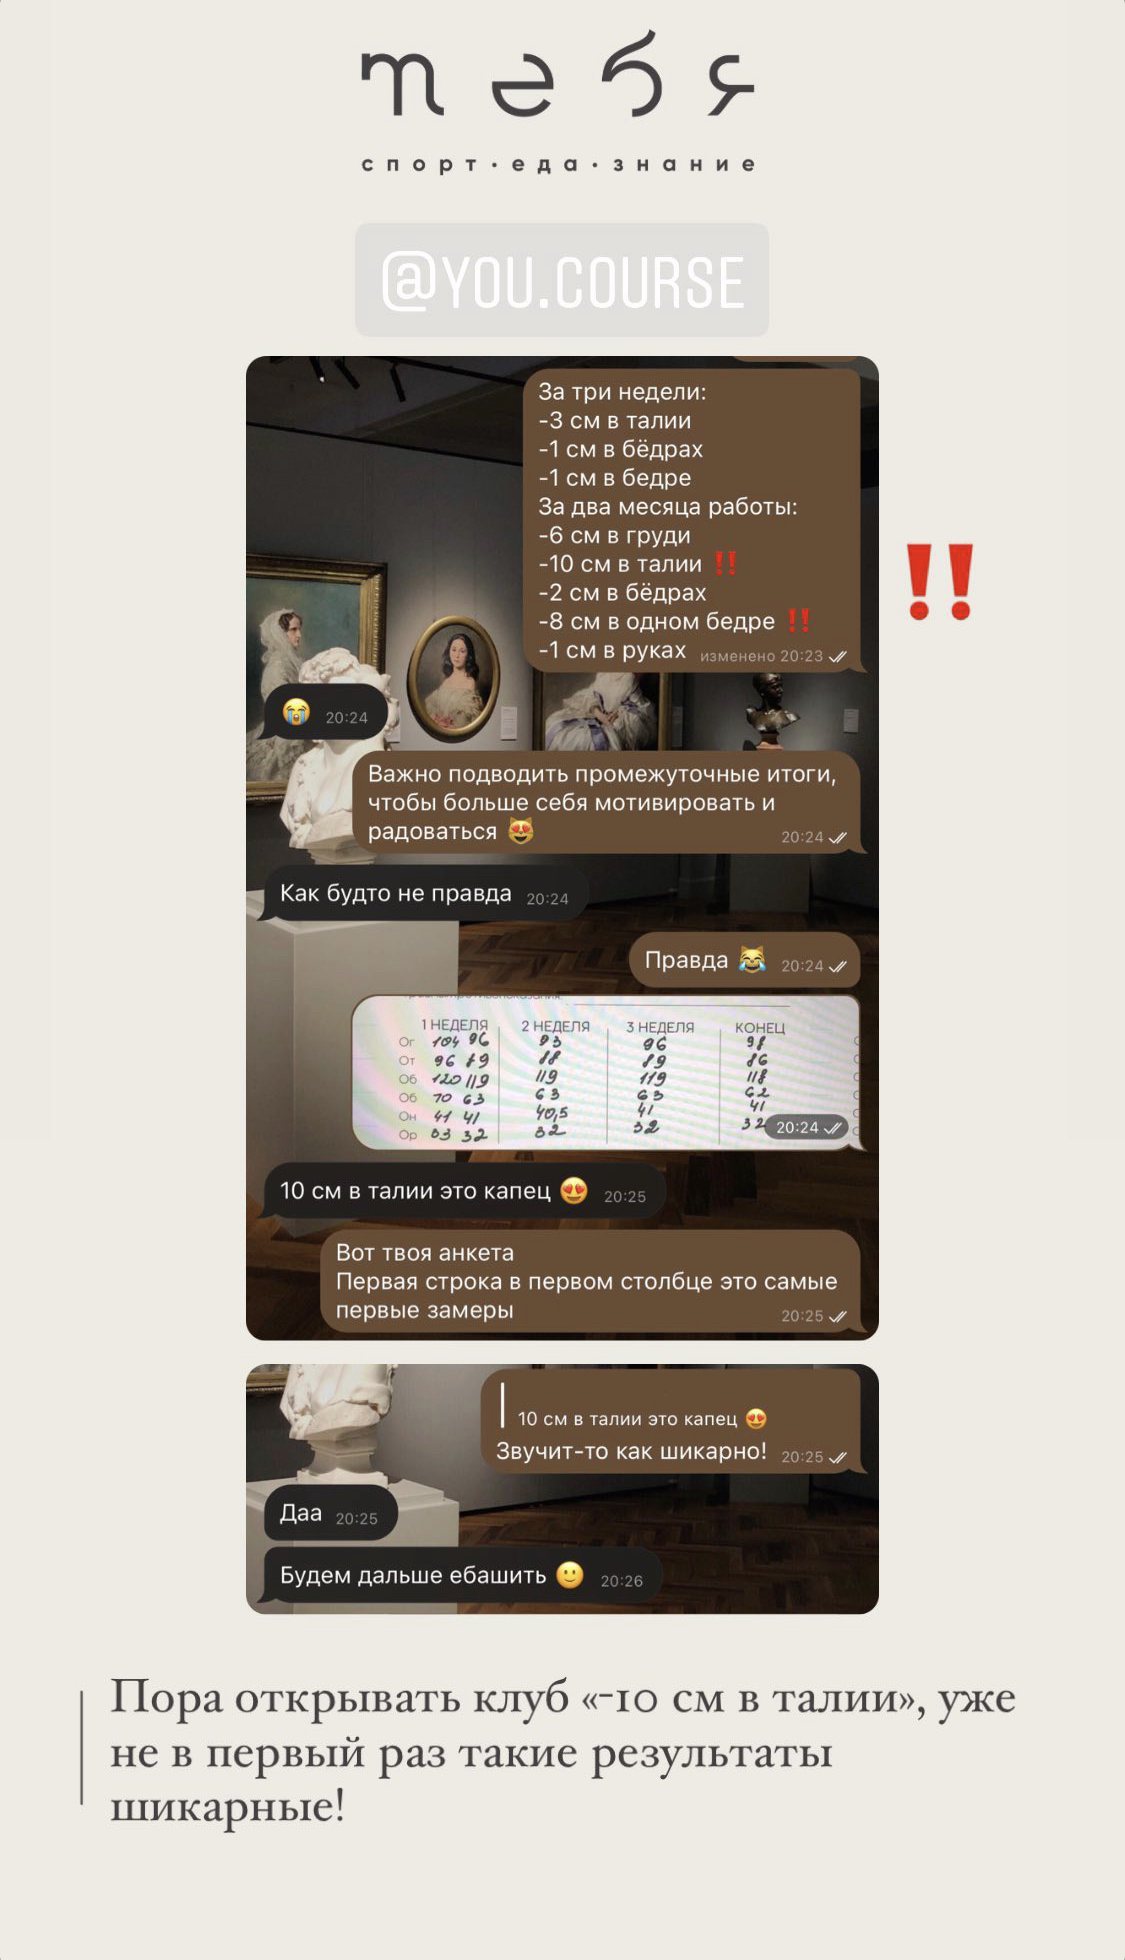 тебя
спорт·еда·знание
@YOU.COURSE
За три недели:
-3 см в талии
-1 см в бёдрах
-1 см в бедре
За два месяца работы:
-6 см в груди
-10 см в талии ‼️
-2 см в бёдрах
-8 см в одном бедре ‼️
-1 см в руках изменено 20:23
‼️
😭 20:24
Важно подводить промежуточные итоги,
чтобы больше себя мотивировать и
радоваться 😻 20:24
Как будто не правда 20:24
Правда 😹 20:24
1 НЕДЕЛЯ 2 НЕДЕЛЯ 3 НЕДЕЛЯ КОНЕЦ
Ог 104 96 93 96 98
От 96 89 88 89 86
Об 120 119 119 119 118
Об 70 63 63 63 62
Он 41 41 40,5 41 41
Ор 33 32 32 32 32
20:24
10 см в талии это капец 😍 20:25
Вот твоя анкета
Первая строка в первом столбце это самые
первые замеры 20:25
10 см в талии это капец 😍
Звучит-то как шикарно! 20:25
Даа 20:25
Будем дальше ебашить 🙂 20:26
Пора открывать клуб «-10 см в талии», уже
не в первый раз такие результаты
шикарные!